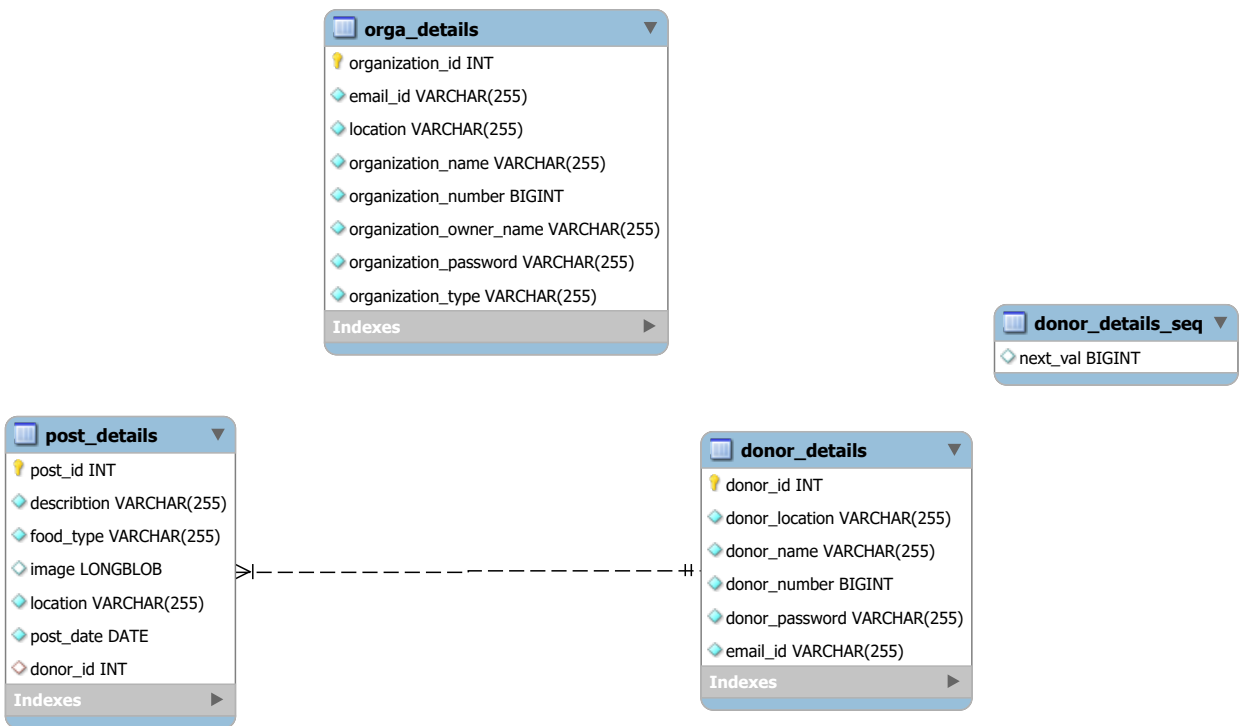 orga_details
organization_id INT
email_id VARCHAR(255)
location VARCHAR(255)
organization_name VARCHAR(255)
organization_number BIGINT
organization_owner_name VARCHAR(255)
organization_password VARCHAR(255)
organization_type VARCHAR(255)
Indexes
donor_details_seq
next_val BIGINT
post_details
post_id INT
describtion VARCHAR(255)
food_type VARCHAR(255)
image LONGBLOB
location VARCHAR(255)
post_date DATE
donor_id INT
Indexes
donor_details
donor_id INT
donor_location VARCHAR(255)
donor_name VARCHAR(255)
donor_number BIGINT
donor_password VARCHAR(255)
email_id VARCHAR(255)
Indexes